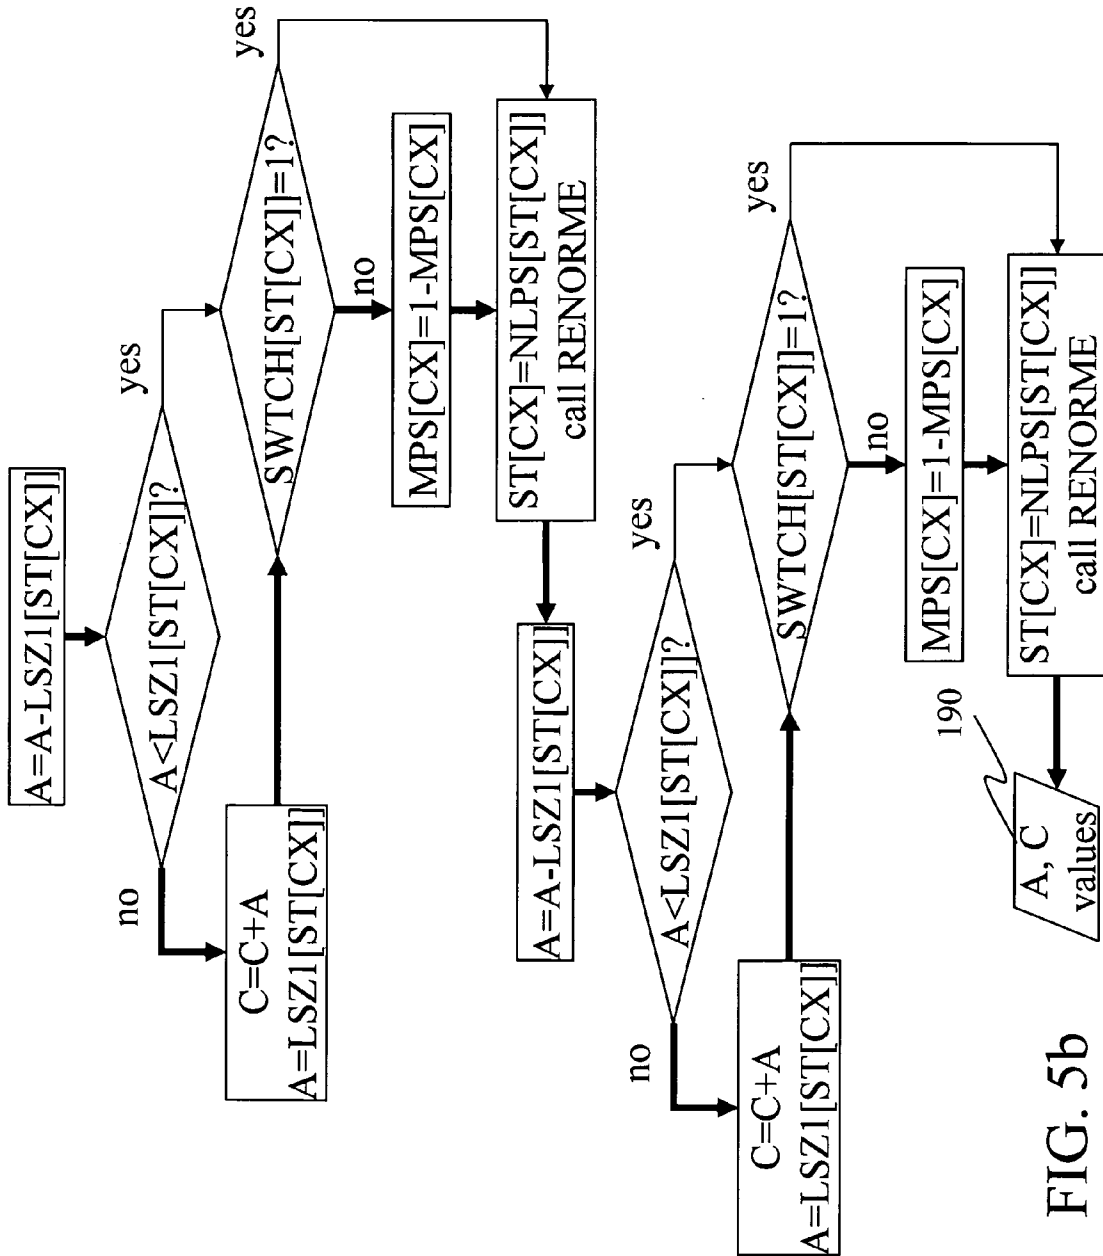 A=A-LSZ1[ST[CX]]
A<LSZ1[ST[CX]]?
no
yes
C=C+A
A=LSZ1[ST[CX]]
SWTCH[ST[CX]]=1?
yes
no
MPS[CX]=1-MPS[CX]
ST[CX]=NLPS[ST[CX]]
call RENORME
A=A-LSZ1[ST[CX]]
A<LSZ1[ST[CX]]?
no
yes
C=C+A
A=LSZ1[ST[CX]]
SWTCH[ST[CX]]=1?
yes
no
MPS[CX]=1-MPS[CX]
ST[CX]=NLPS[ST[CX]]
call RENORME
190
A, C
values
FIG. 5b